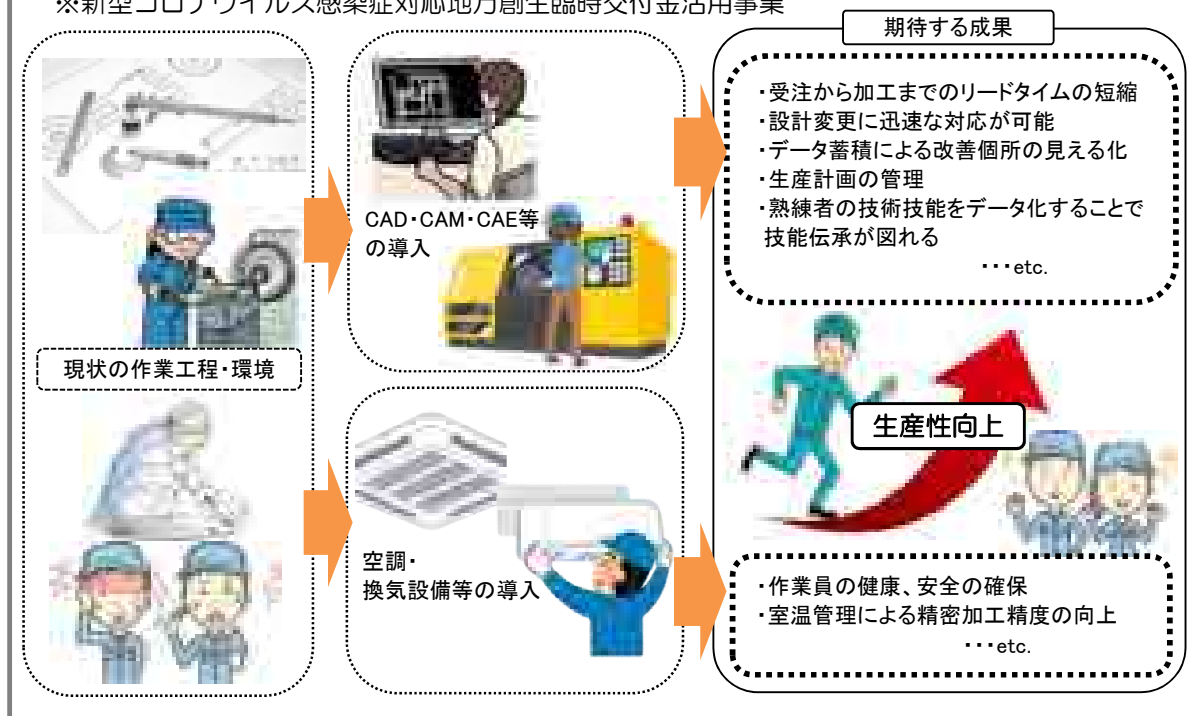 ※新型コロナウイルス感染症対応地方創生臨時交付金活用事業
期待する成果
・受注から加工までのリードタイムの短縮
・設計変更に迅速な対応が可能
・データ蓄積による改善個所の見える化
・生産計画の管理
・熟練者の技術技能をデータ化することで
技能伝承が図れる
・・・etc.
CAD・CAM・CAE等
の導入
現状の作業工程・環境
生産性向上
空調・
換気設備等の導入
・作業員の健康、安全の確保
・室温管理による精密加工精度の向上
・・・etc.